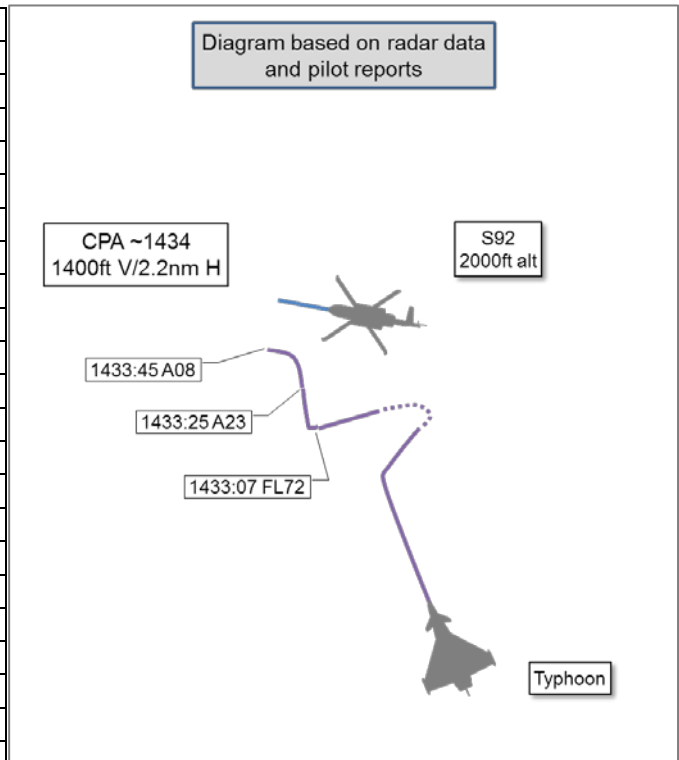 Diagram based on radar data
and pilot reports
CPA ~1434
1400ft V/2.2nm H
S92
2000ft alt
1433:45 A08
1433:25 A23
1433:07 FL72
Typhoon